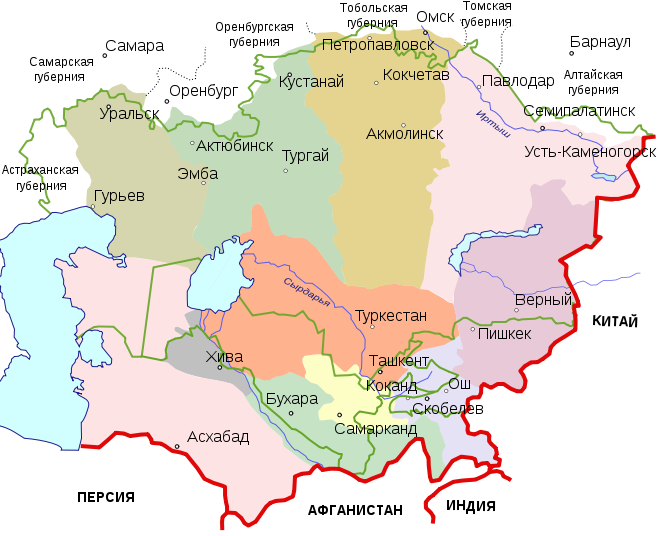 Тобольская
губерния
Томская
губерния
Омск
Оренбургская
губерния
Петропавловск
Барнаул
Самара
Самарская
губерния
Оренбург
Кустанай
Кокчетав
Павлодар
Алтайская
губерния
Уральск
Иртыш
Семипалатинск
Акмолинск
Актюбинск
Тургай
Усть-Каменогорск
Астраханская
губерния
Эмба
Гурьев
Сырдарья
Туркестан
Верный
КИТАЙ
Пишкек
Хива
Ташкент
Коканд
Ош
Бухара
Скобелев
Самарканд
Асхабад
ПЕРСИЯ
АФГАНИСТАН
ИНДИЯ